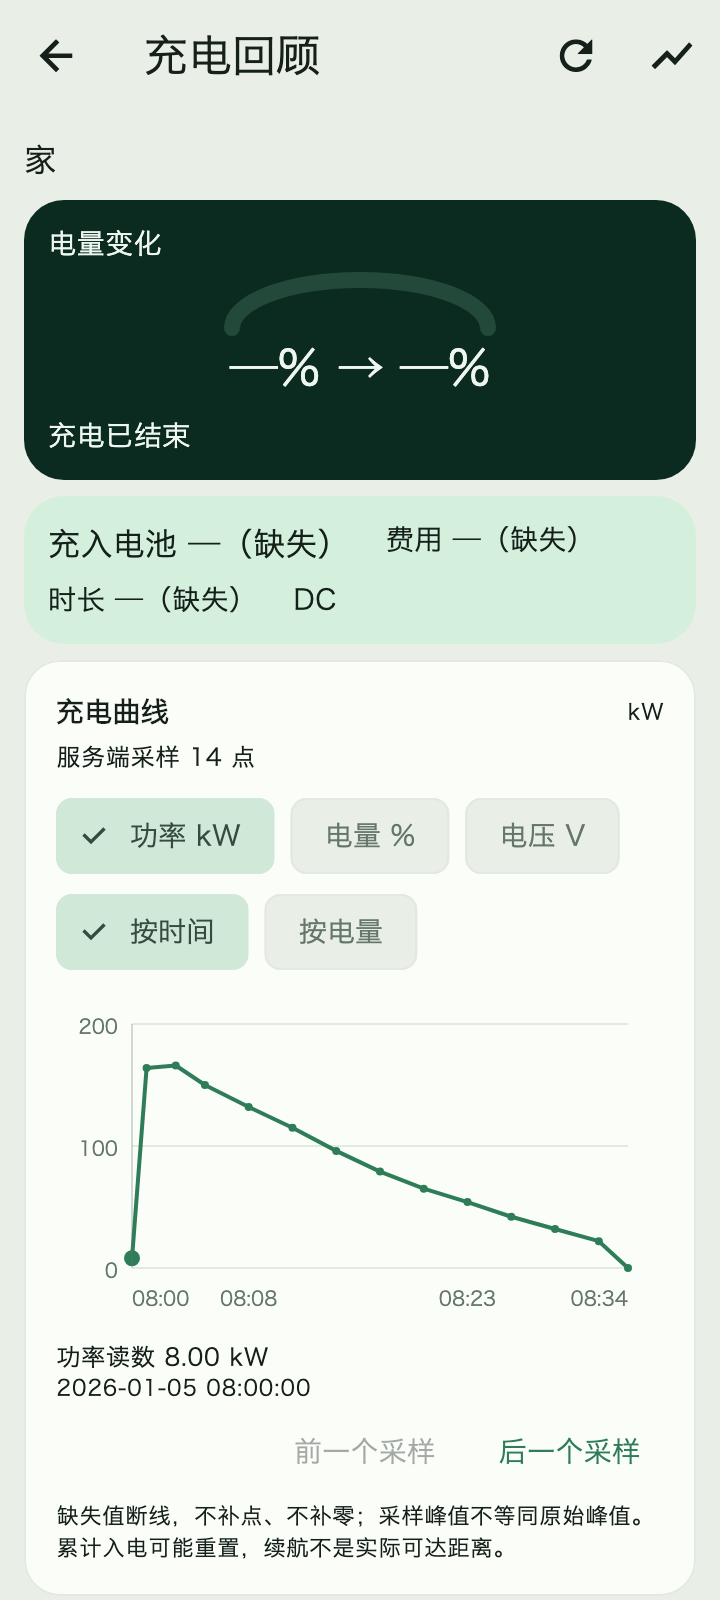 充电回顾
家
电量变化
—% → —%
充电已结束
充入电池 —（缺失） 费用 —（缺失）
时长 —（缺失） DC
充电曲线 kW
服务端采样 14 点
功率 kW 电量 % 电压 V
按时间 按电量
200
100
0
08:00 08:08 08:23 08:34
功率读数 8.00 kW
2026-01-05 08:00:00
前一个采样 后一个采样
缺失值断线，不补点、不补零；采样峰值不等同原始峰值。
累计入电可能重置，续航不是实际可达距离。